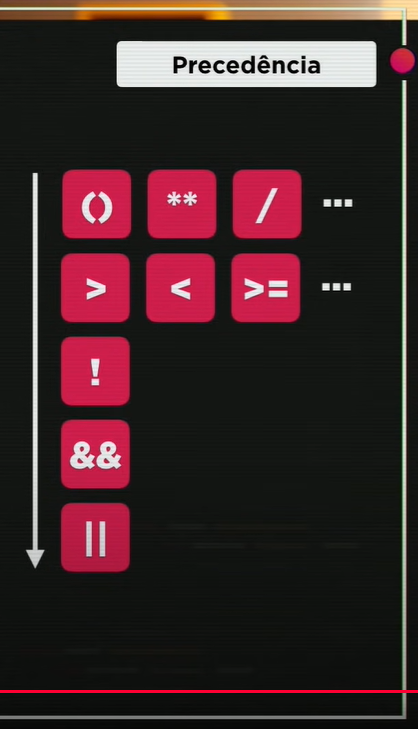 Precedência
() ** / ...
> < >= ...
!
&&
||